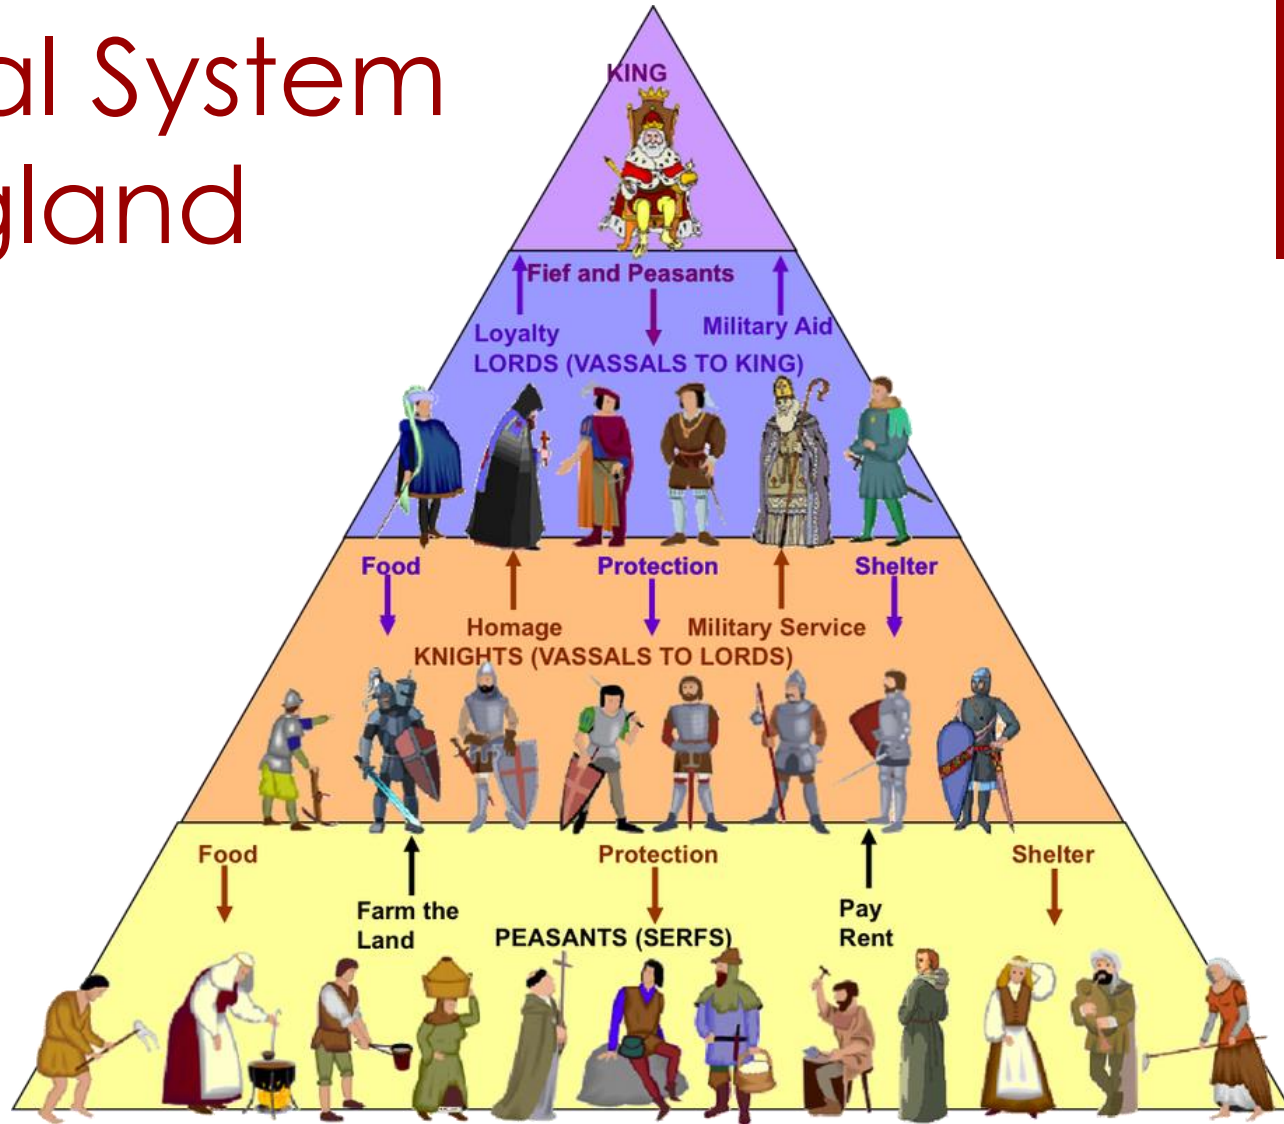 al System
gland
KING
Fief and Peasants
Loyalty
Military Aid
LORDS (VASSALS TO KING)
Food
Protection
Shelter
Homage
Military Service
KNIGHTS (VASSALS TO LORDS)
Food
Protection
Shelter
Farm the
Land
Pay
Rent
PEASANTS (SERFS)